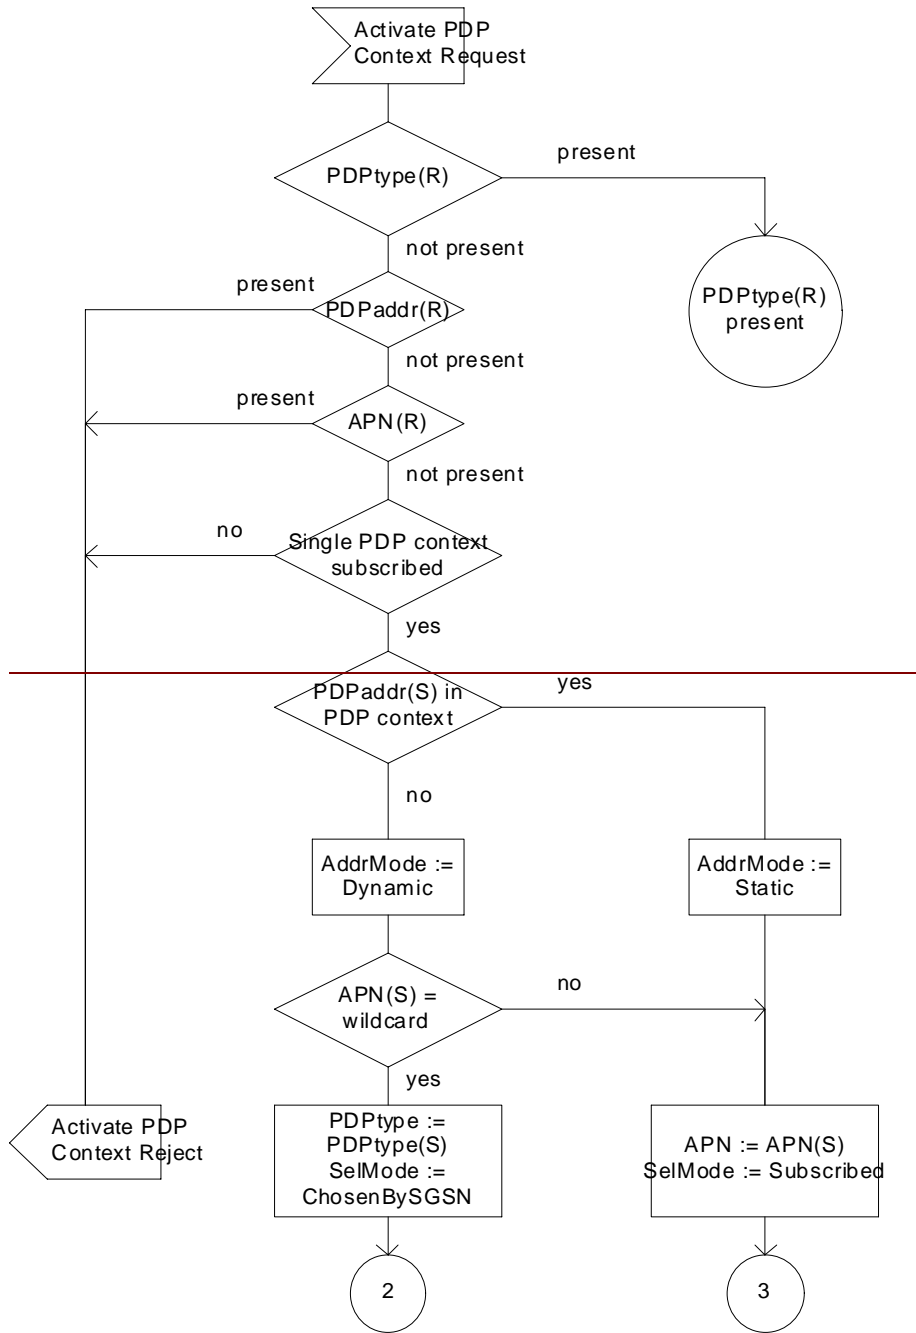 Activate PDP
Context Request
PDPtype(R)
present
not present
PDPtype(R)
present
present
PDPaddr(R)
not present
present
APN(R)
not present
no
Single PDP context
subscribed
yes
PDPaddr(S) in
PDP context
yes
no
AddrMode :=
Dynamic
AddrMode :=
Static
APN(S) =
wildcard
no
yes
Activate PDP
Context Reject
PDPtype :=
PDPtype(S)
SelMode :=
ChosenBySGSN
APN := APN(S)
SelMode := Subscribed
2
3